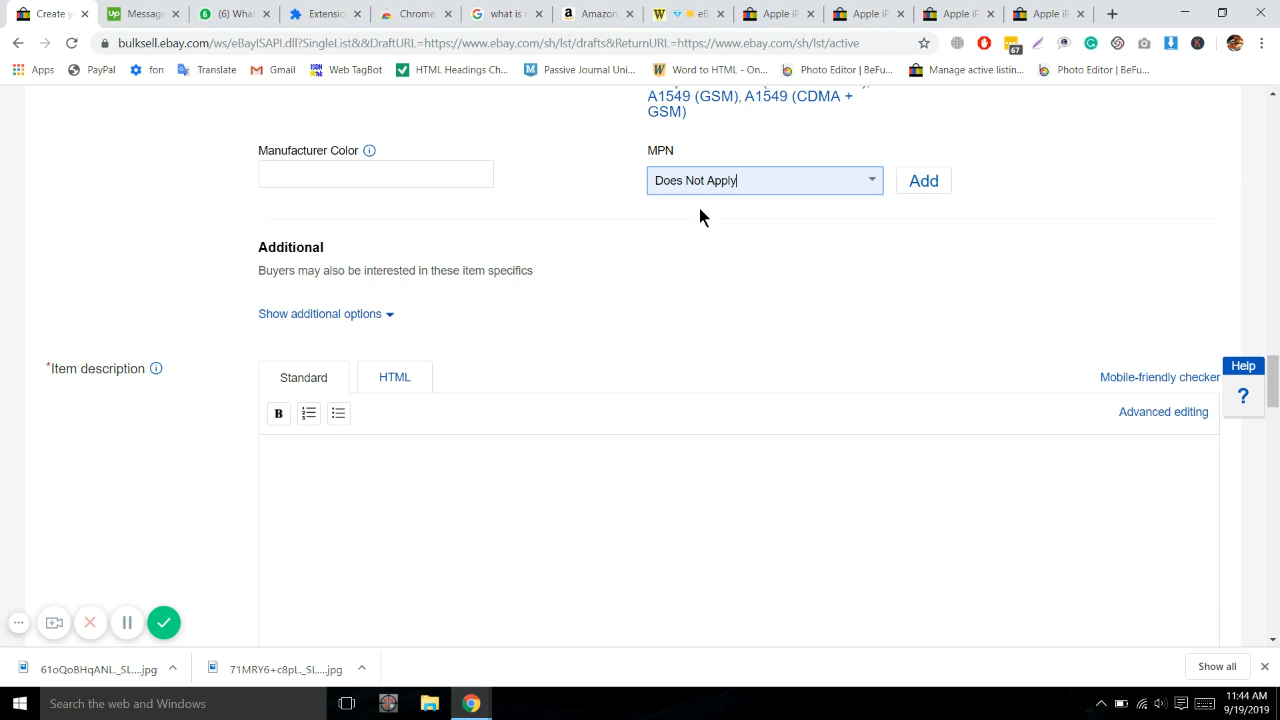 Create y
Message
(6) What
Extensio
Chrome
what is r
Amazon
eB
Apple iP
Apple iP
Apple iP
Apple iP
bulksell.ebay.com/ws/eBayISAPI.dll?SingleList&&DraftURL=https://www.ebay.com/sh/lst/drafts&ReturnURL=https://www.ebay.com/sh/lst/active
67
Apps
PayPal
fon
Translate
Gmail
Web TagBot
HTML Headings Ch...
Passive Journal Uni...
Word to HTML - On...
Photo Editor | BeFu...
Manage active listin...
Photo Editor | BeFu...
A1549 (GSM), A1549 (CDMA +
GSM)
Manufacturer Color
MPN
Does Not Apply
Add
Additional
Buyers may also be interested in these item specifics
Show additional options
*Item description
Standard
HTML
Mobile-friendly checker
Help
?
B
Advanced editing
61oQoBHqANL._SL....jpg
71MRY6+c8pL._SL....jpg
Show all
Search the web and Windows
11:44 AM
9/19/2019